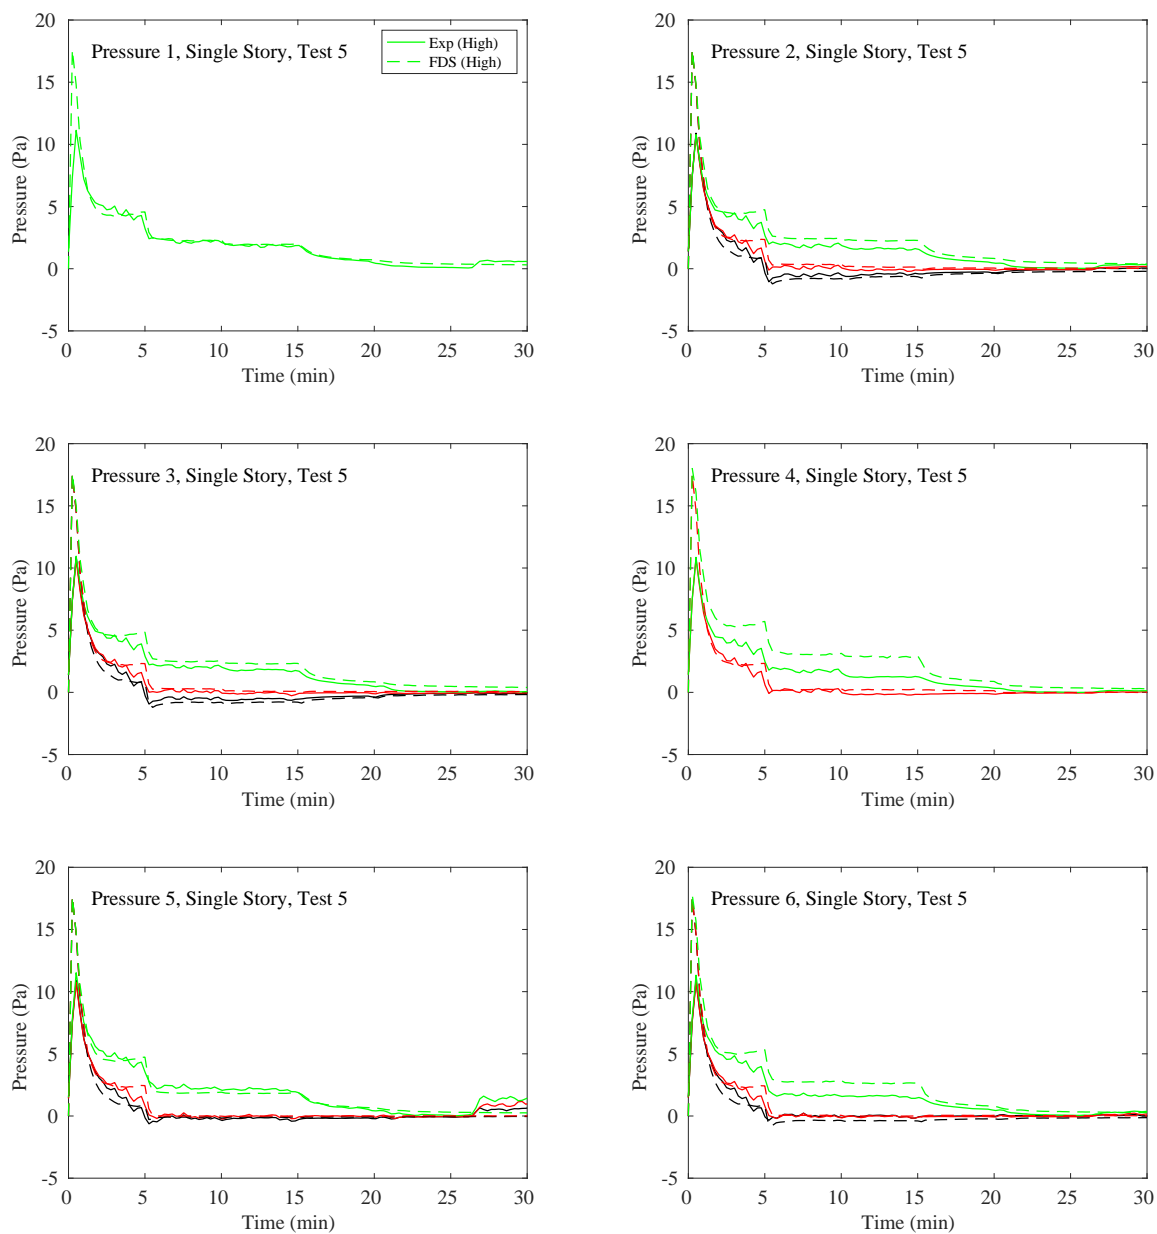 Pressure 1, Single Story, Test 5
Exp (High)
FDS (High)
20
15
10
5
0
-5
Pressure (Pa)
0 5 10 15 20 25 30
Time (min)
Pressure 2, Single Story, Test 5
20
15
10
5
0
-5
Pressure (Pa)
0 5 10 15 20 25 30
Time (min)
Pressure 3, Single Story, Test 5
20
15
10
5
0
-5
Pressure (Pa)
0 5 10 15 20 25 30
Time (min)
Pressure 4, Single Story, Test 5
20
15
10
5
0
-5
Pressure (Pa)
0 5 10 15 20 25 30
Time (min)
Pressure 5, Single Story, Test 5
20
15
10
5
0
-5
Pressure (Pa)
0 5 10 15 20 25 30
Time (min)
Pressure 6, Single Story, Test 5
20
15
10
5
0
-5
Pressure (Pa)
0 5 10 15 20 25 30
Time (min)